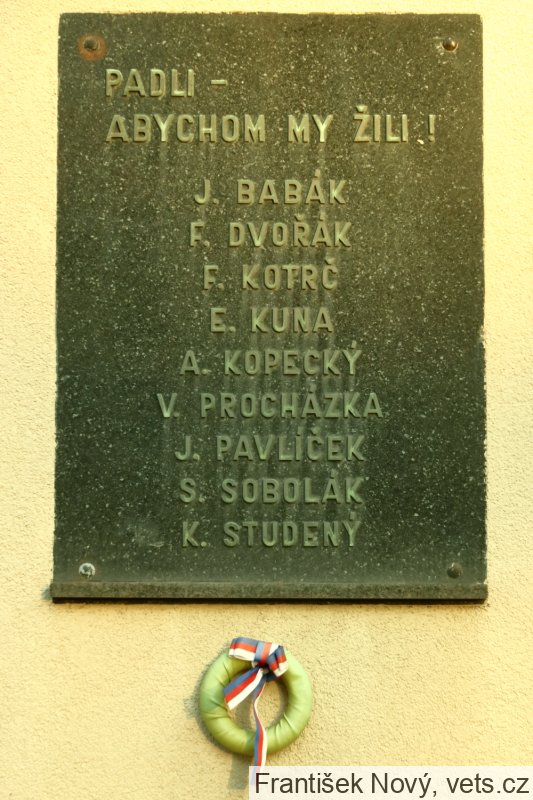 PADLI -
ABYCHOM MY ŽILI !
J. BABÁK
F. DVOŘÁK
F. KOTRČ
E. KUNA
A. KOPECKÝ
V. PROCHÁZKA
J. PAVLÍČEK
S. SOBOLÁK
K. STUDENÝ
František Nový, vets.cz